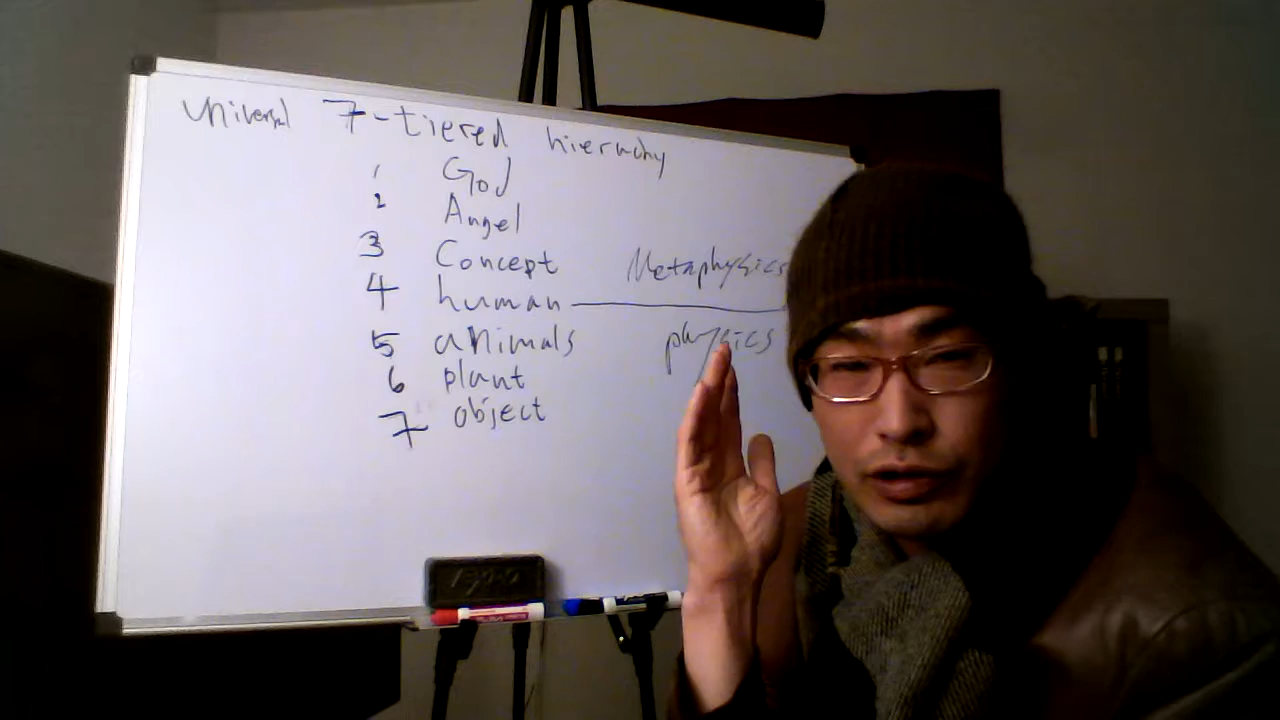 universal 7-tiered hierachy
1 God
2 Angel
3 Concept Metaphysics
4 human
5 animals physics
6 plant
7 object